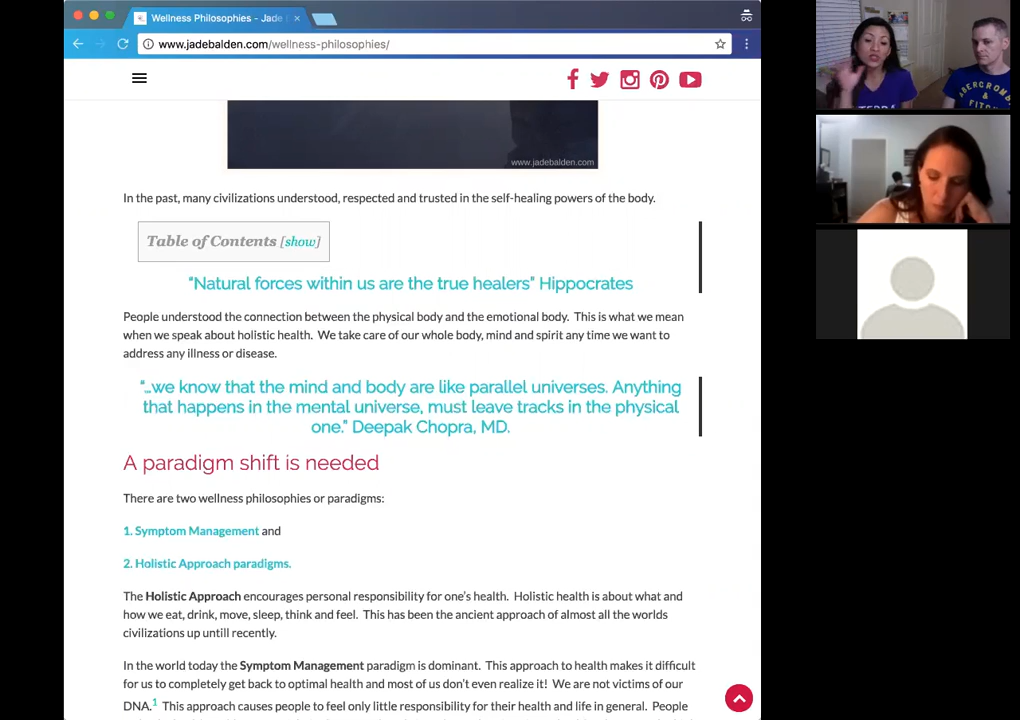 Wellness Philosophies - Jade
www.jadebalden.com/wellness-philosophies/
www.jadebalden.com
In the past, many civilizations understood, respected and trusted in the self-healing powers of the body.
Table of Contents [show]
“Natural forces within us are the true healers” Hippocrates
People understood the connection between the physical body and the emotional body. This is what we mean
when we speak about holistic health. We take care of our whole body, mind and spirit any time we want to
address any illness or disease.
“…we know that the mind and body are like parallel universes. Anything
that happens in the mental universe, must leave tracks in the physical
one.” Deepak Chopra, MD.
A paradigm shift is needed
There are two wellness philosophies or paradigms:
1. Symptom Management and
2. Holistic Approach paradigms.
The Holistic Approach encourages personal responsibility for one’s health. Holistic health is about what and
how we eat, drink, move, sleep, think and feel. This has been the ancient approach of almost all the worlds
civilizations up untill recently.
In the world today the Symptom Management paradigm is dominant. This approach to health makes it difficult
for us to completely get back to optimal health and most of us don’t even realize it! We are not victims of our
DNA.1 This approach causes people to feel only little responsibility for their health and life in general. People
ABERCROMB
& FITC